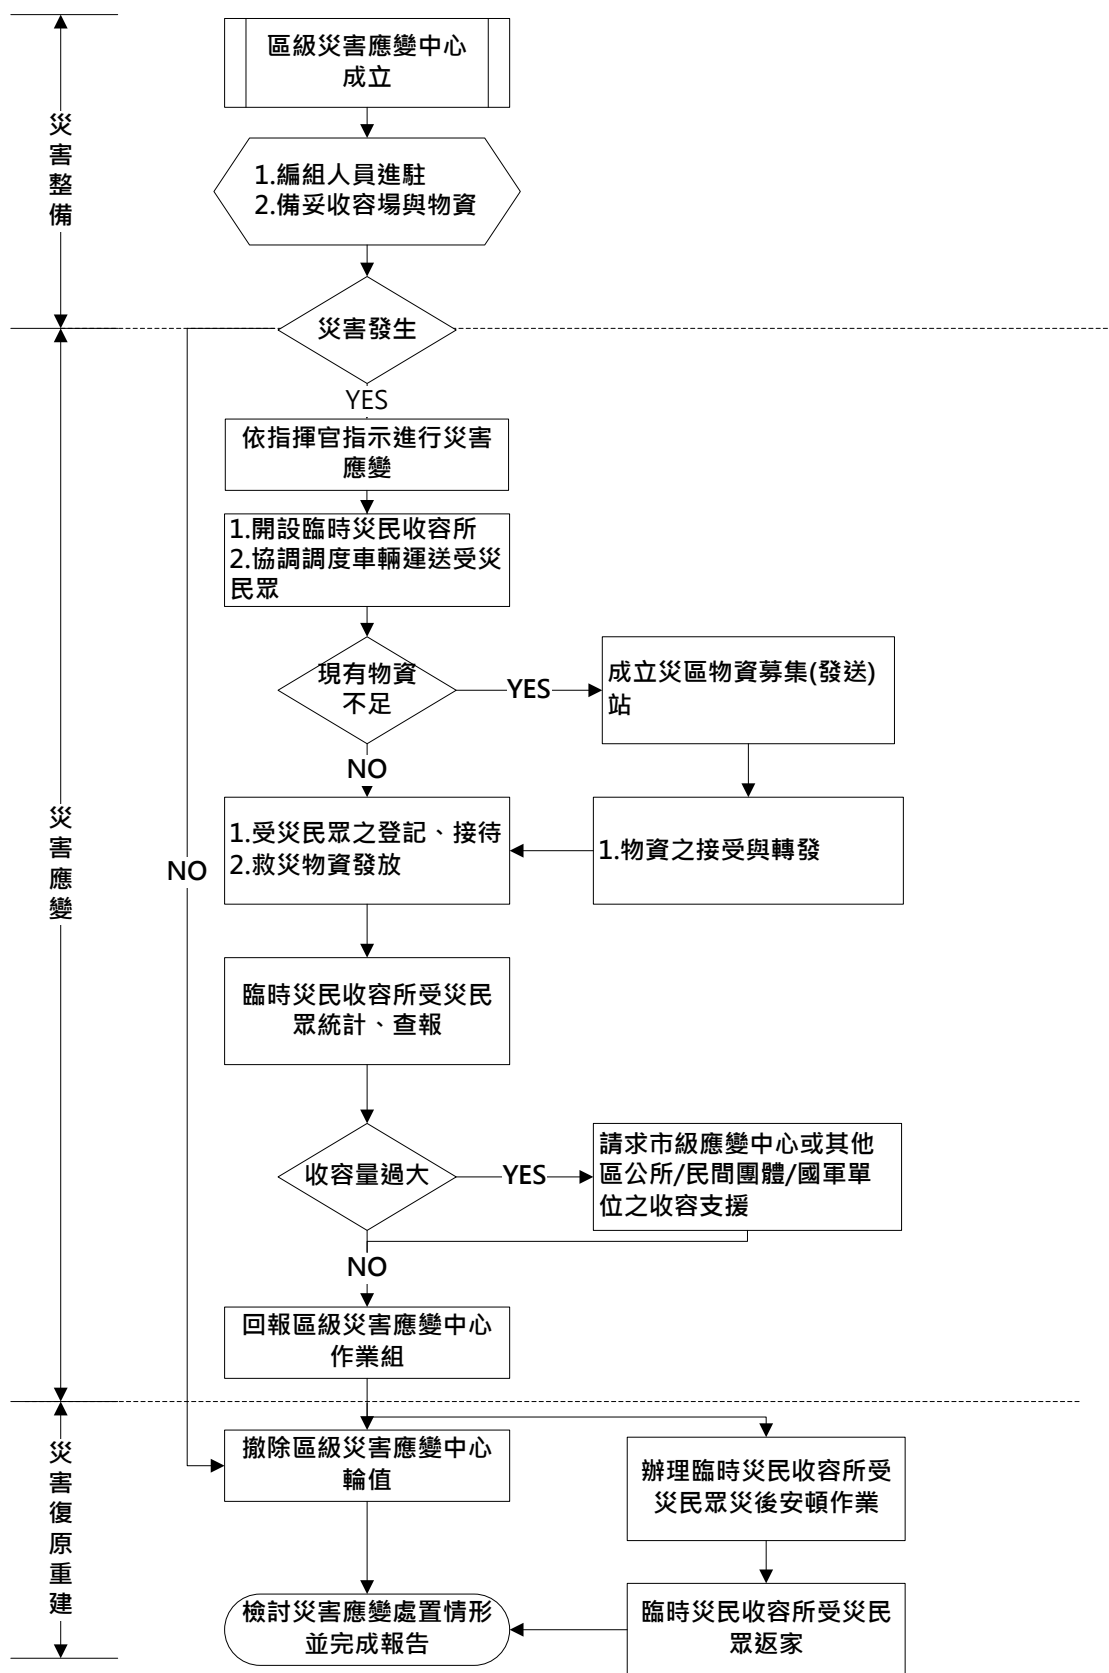 區級災害應變中心
成立
災害整備
1.編組人員進駐
2.備妥收容場與物資
災害發生
YES
依指揮官指示進行災害
應變
1.開設臨時災民收容所
2.協調調度車輛運送受災
民眾
現有物資
不足
YES
成立災區物資募集(發送)
站
NO
災害應變
NO
1.受災民眾之登記、接待
2.救災物資發放
1.物資之接受與轉發
臨時災民收容所受災民
眾統計、查報
收容量過大
YES
請求市級應變中心或其他
區公所/民間團體/國軍單
位之收容支援
NO
回報區級災害應變中心
作業組
災害復原重建
撤除區級災害應變中心
輪值
辦理臨時災民收容所受
災民眾災後安頓作業
檢討災害應變處置情形
並完成報告
臨時災民收容所受災民
眾返家